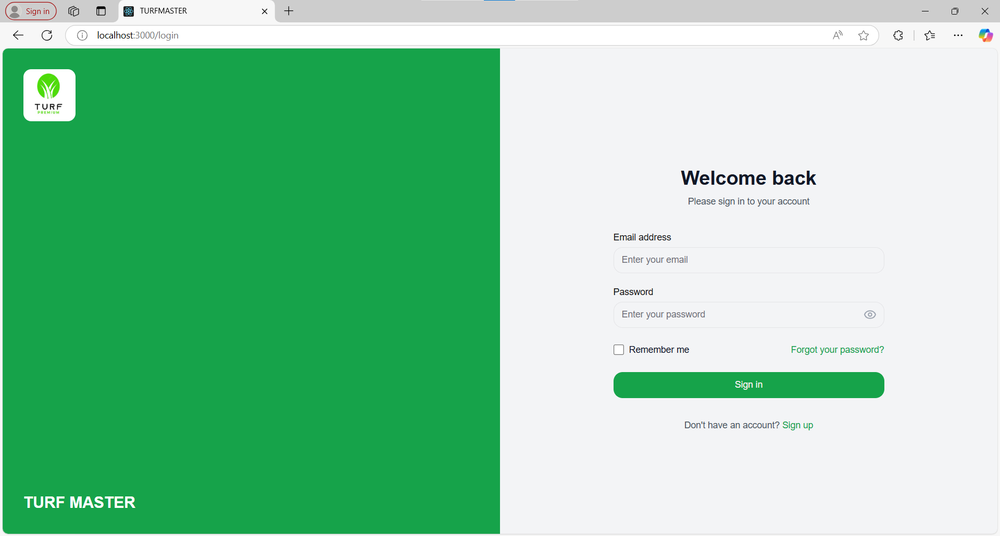 Sign in
TURFMASTER
localhost:3000/login
TURF
PREMIUM
TURF MASTER
Welcome back
Please sign in to your account
Email address
Enter your email
Password
Enter your password
Remember me
Forgot your password?
Sign in
Don't have an account? Sign up